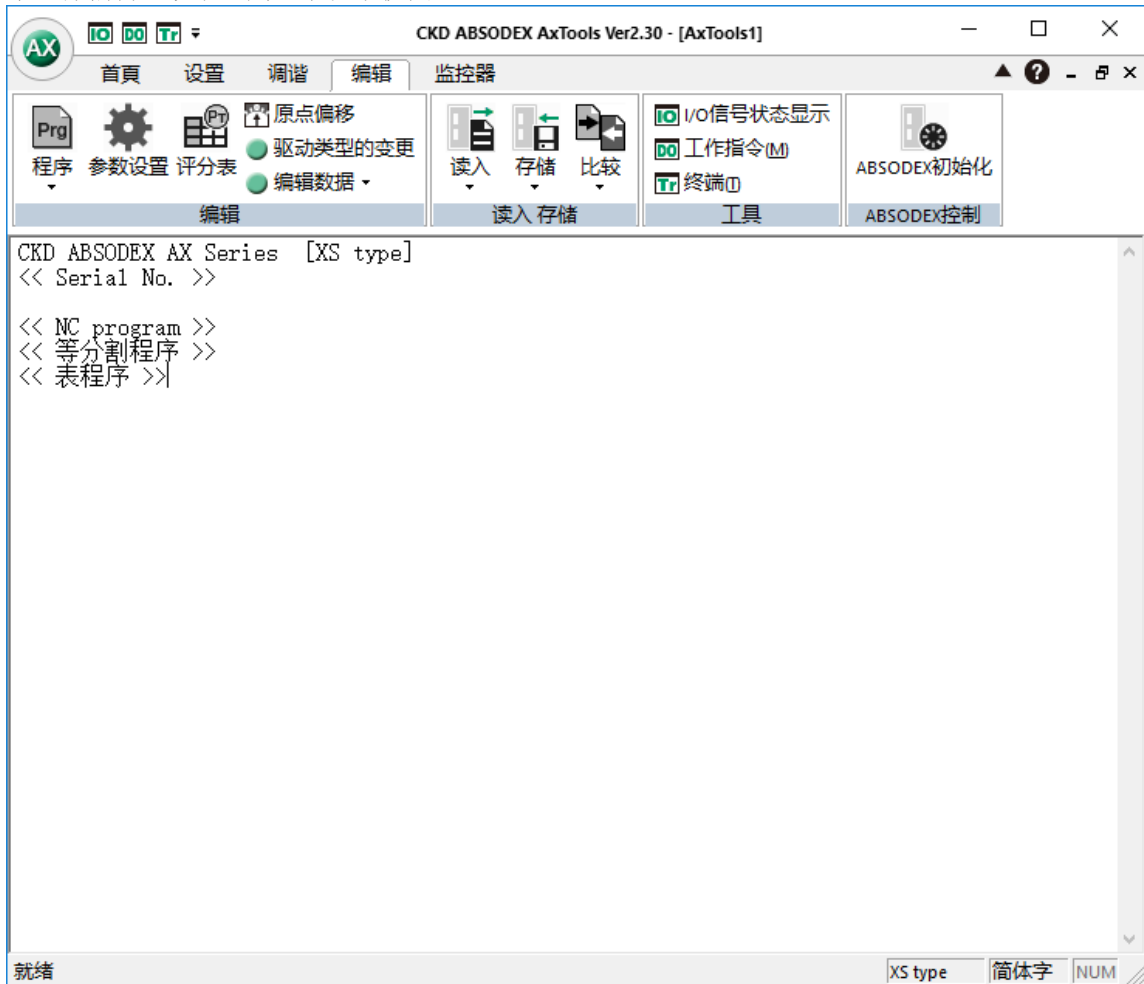 AX
IO DO Tr
CKD ABSODEX AxTools Ver2.30 - [AxTools1]
首頁 设置 调谐 编辑 监控器
Prg
程序
参数设置
PT
评分表
原点偏移
驱动类型的变更
编辑数据
编辑
读入
存储
比较
读入 存储
IO I/O信号状态显示
DO 工作指令(M)
Tr 终端(T)
工具
ABSODEX初始化
ABSODEX控制
CKD ABSODEX AX Series [XS type]
<< Serial No. >>
<< NC program >>
<< 等分割程序 >>
<< 表程序 >>
就绪
XS type 简体字 NUM